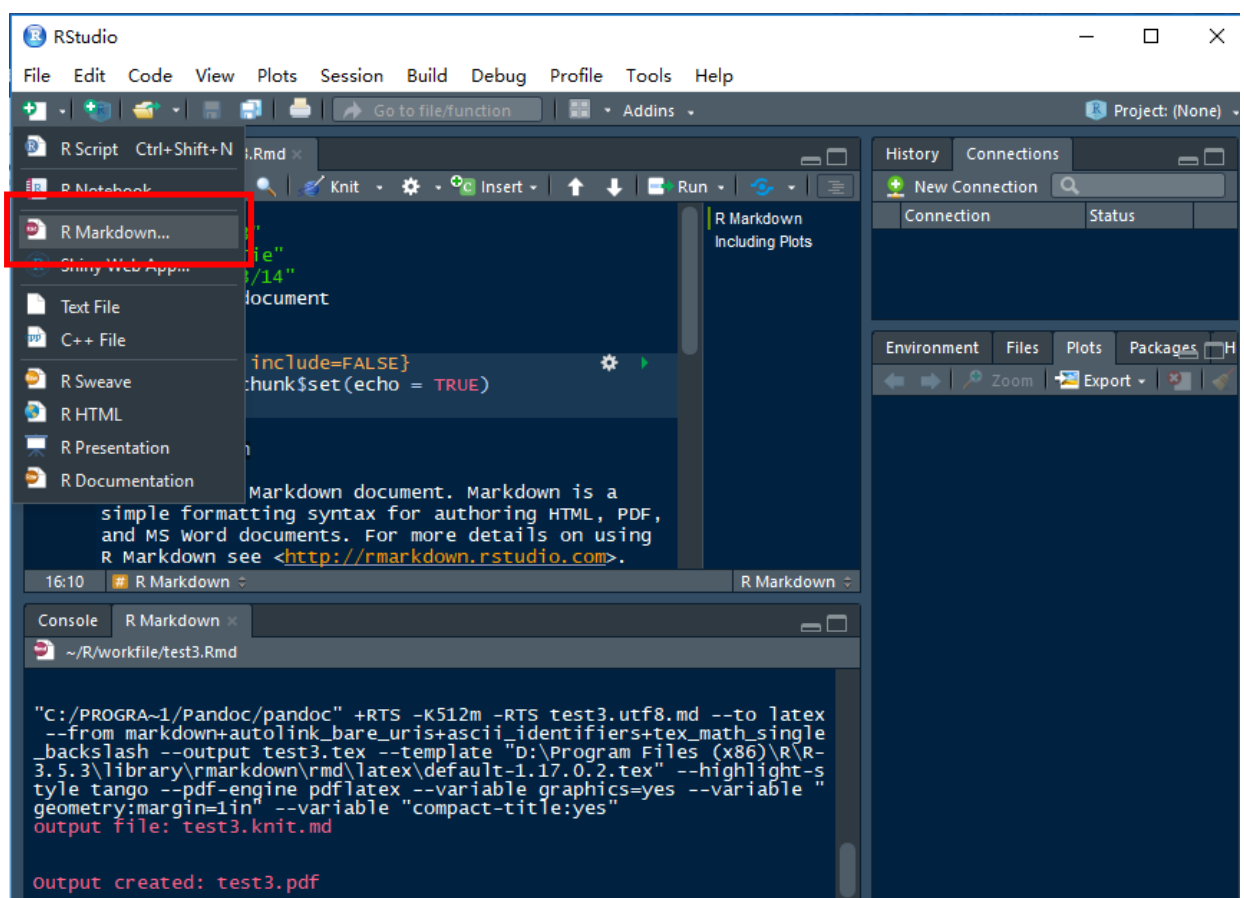 RStudio
File Edit Code View Plots Session Build Debug Profile Tools Help
Go to file/function Addins Project: (None)
R Script Ctrl+Shift+N
R Notebook
R Markdown...
Shiny Web App...
Text File
C++ File
R Sweave
R HTML
R Presentation
R Documentation
.Rmd
Knit Insert Run
ie"
/14"
document
include=FALSE}
hunk$set(echo = TRUE)
Markdown document. Markdown is a
simple formatting syntax for authoring HTML, PDF,
and MS Word documents. For more details on using
R Markdown see <http://rmarkdown.rstudio.com>.
R Markdown
Including Plots
16:10 # R Markdown R Markdown
Console R Markdown
~/R/workfile/test3.Rmd
"C:/PROGRA~1/Pandoc/pandoc" +RTS -K512m -RTS test3.utf8.md --to latex
--from markdown+autolink_bare_uris+ascii_identifiers+tex_math_single
_backslash --output test3.tex --template "D:\Program Files (x86)\R\R-
3.5.3\library\rmarkdown\rmd\latex\default-1.17.0.2.tex" --highlight-s
tyle tango --pdf-engine pdflatex --variable graphics=yes --variable "
geometry:margin=1in" --variable "compact-title:yes"
output file: test3.knit.md
Output created: test3.pdf
History Connections
New Connection
Connection Status
Environment Files Plots Packages H
Zoom Export